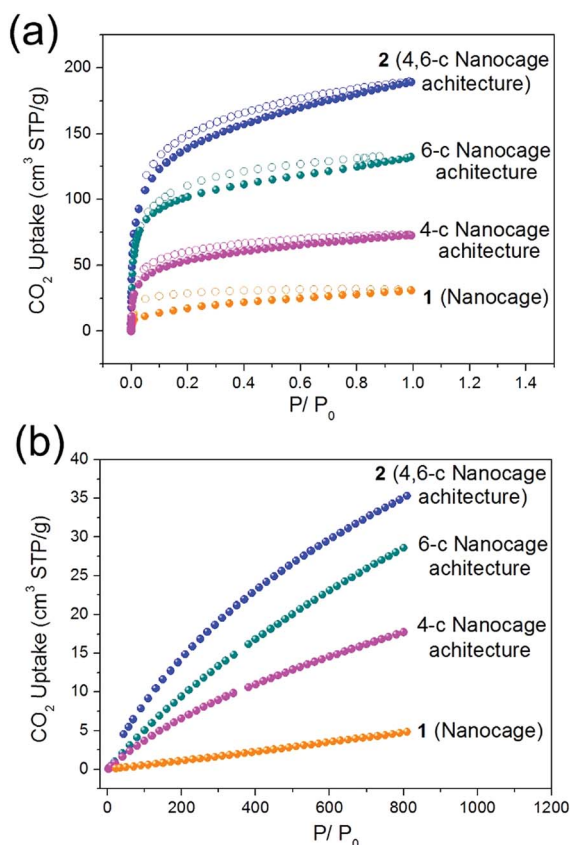 (a)
CO₂ Uptake (cm³ STP/g)
200
150
100
50
0
0.0 0.2 0.4 0.6 0.8 1.0 1.2 1.4
P/ P₀
2 (4,6-c Nanocage
achitecture)
6-c Nanocage
achitecture
4-c Nanocage
achitecture
1 (Nanocage)
(b)
CO₂ Uptake (cm³ STP/g)
40
35
30
25
20
15
10
5
0
0 200 400 600 800 1000 1200
P/ P₀
2 (4,6-c Nanocage
achitecture)
6-c Nanocage
achitecture
4-c Nanocage
achitecture
1 (Nanocage)